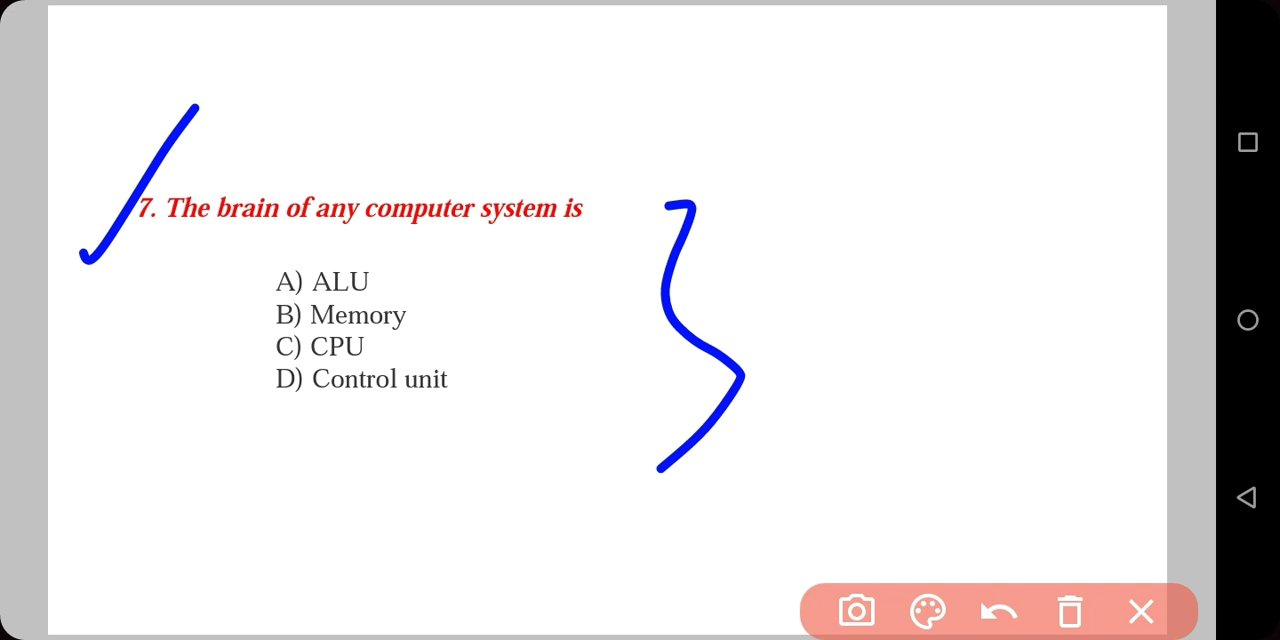 7. The brain of any computer system is
A) ALU
B) Memory
C) CPU
D) Control unit